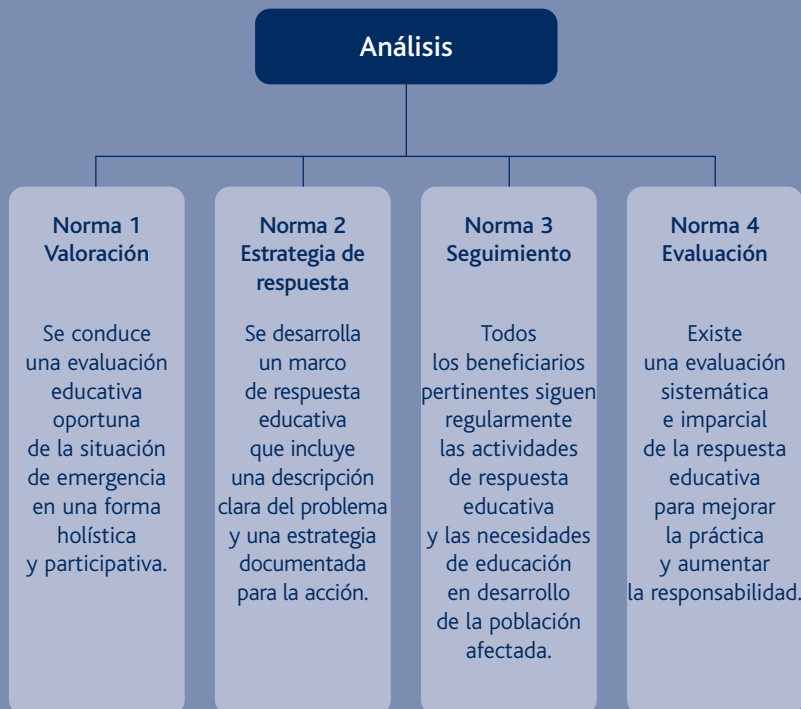 Análisis
Norma 1
Valoración
Se conduce
una evaluación
educativa
oportuna
de la situación
de emergencia
en una forma
holística
y participativa.
Norma 2
Estrategia de
respuesta
Se desarrolla
un marco
de respuesta
educativa
que incluye
una descripción
clara del problema
y una estrategia
documentada
para la acción.
Norma 3
Seguimiento
Todos
los beneficiarios
pertinentes siguen
regularmente
las actividades
de respuesta
educativa
y las necesidades
de educación
en desarrollo
de la población
afectada.
Norma 4
Evaluación
Existe
una evaluación
sistemática
e imparcial
de la respuesta
educativa
para mejorar
la práctica
y aumentar
la responsabilidad.